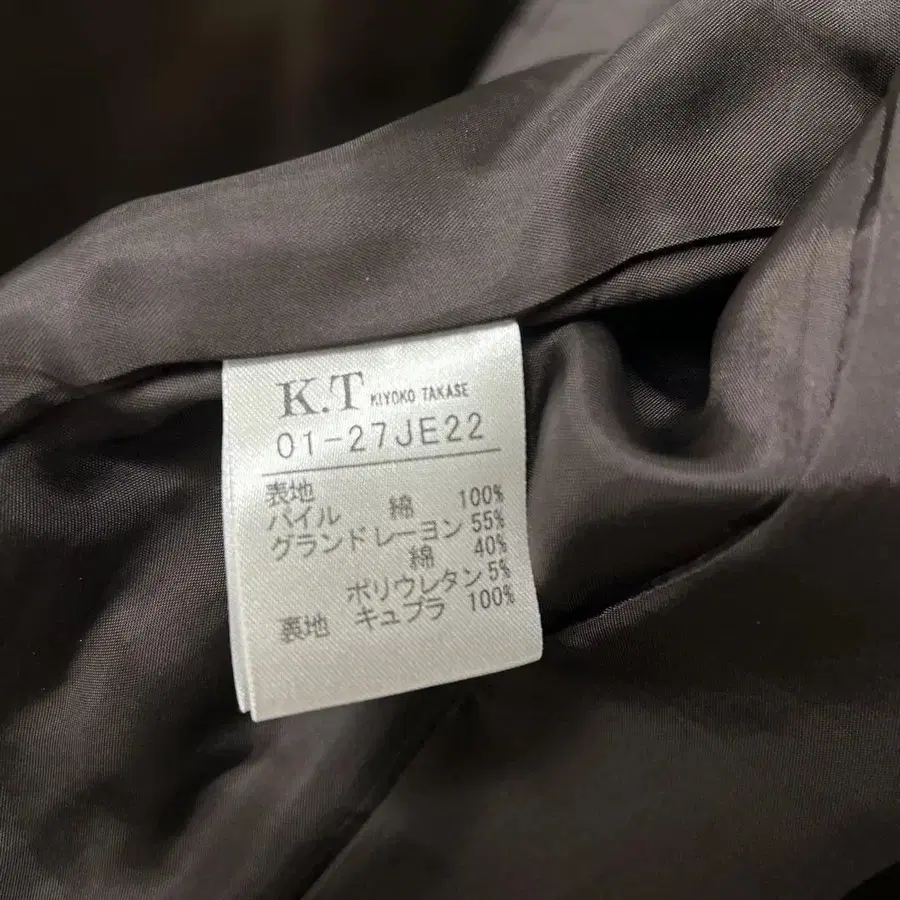 K.T KIYOKO TAKASE
01-27JE22
表地
パイル 綿 100%
グランドレーヨン 55%
綿 40%
ポリウレタン 5%
裏地 キュプラ 100%